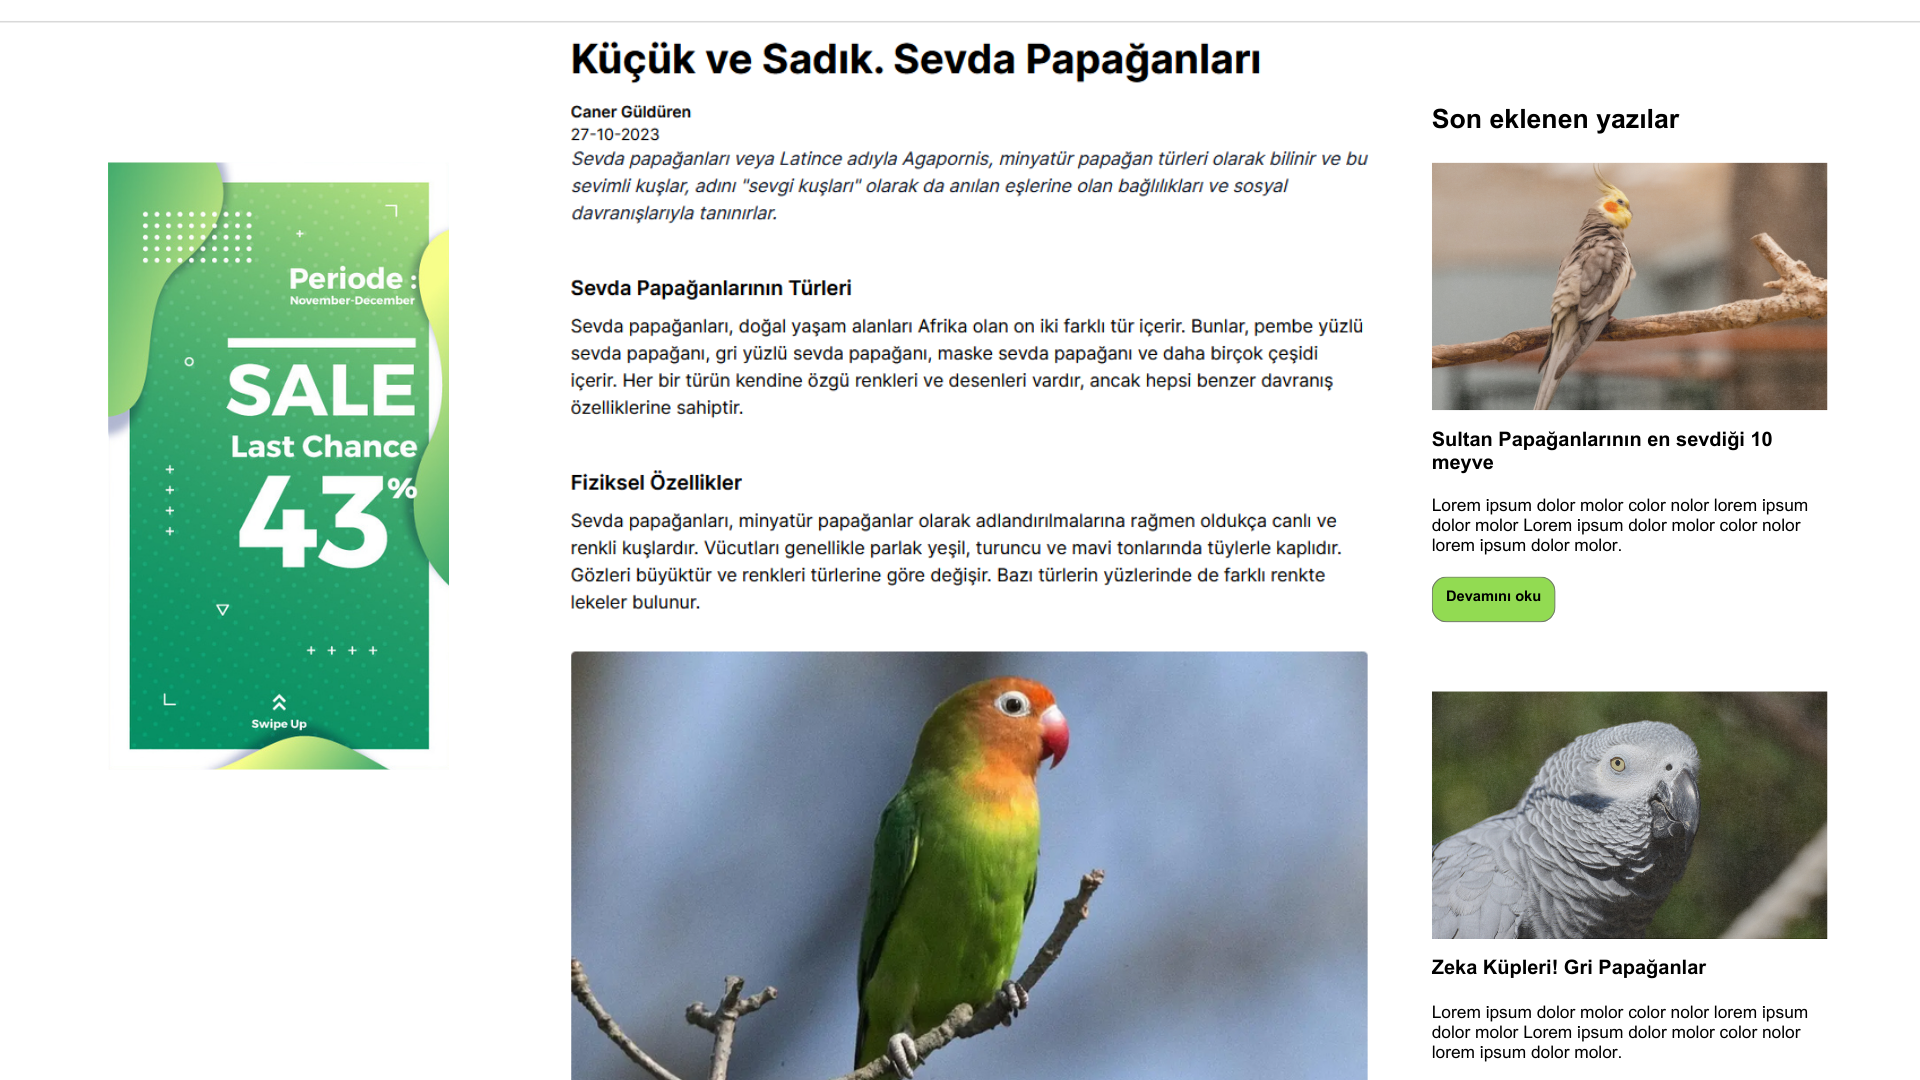 Küçük ve Sadık. Sevda Papağanları
Caner Güldüren
27-10-2023
Sevda papağanları veya Latince adıyla Agapornis, minyatür papağan türleri olarak bilinir ve bu
sevimli kuşlar, adını "sevgi kuşları" olarak da anılan eşlerine olan bağlılıkları ve sosyal
davranışlarıyla tanınırlar.
Sevda Papağanlarının Türleri
Sevda papağanları, doğal yaşam alanları Afrika olan on iki farklı tür içerir. Bunlar, pembe yüzlü
sevda papağanı, gri yüzlü sevda papağanı, maske sevda papağanı ve daha birçok çeşidi
içerir. Her bir türün kendine özgü renkleri ve desenleri vardır, ancak hepsi benzer davranış
özelliklerine sahiptir.
Fiziksel Özellikler
Sevda papağanları, minyatür papağanlar olarak adlandırılmalarına rağmen oldukça canlı ve
renkli kuşlardır. Vücutları genellikle parlak yeşil, turuncu ve mavi tonlarında tüylerle kaplıdır.
Gözleri büyüktür ve renkleri türlerine göre değişir. Bazı türlerin yüzlerinde de farklı renkte
lekeler bulunur.
Periode :
November-December
SALE
Last Chance
43%
Swipe Up
Son eklenen yazılar
Sultan Papağanlarının en sevdiği 10
meyve
Lorem ipsum dolor molor color nolor lorem ipsum
dolor molor Lorem ipsum dolor molor color nolor
lorem ipsum dolor molor.
Devamını oku
Zeka Küpleri! Gri Papağanlar
Lorem ipsum dolor molor color nolor lorem ipsum
dolor molor Lorem ipsum dolor molor color nolor
lorem ipsum dolor molor.